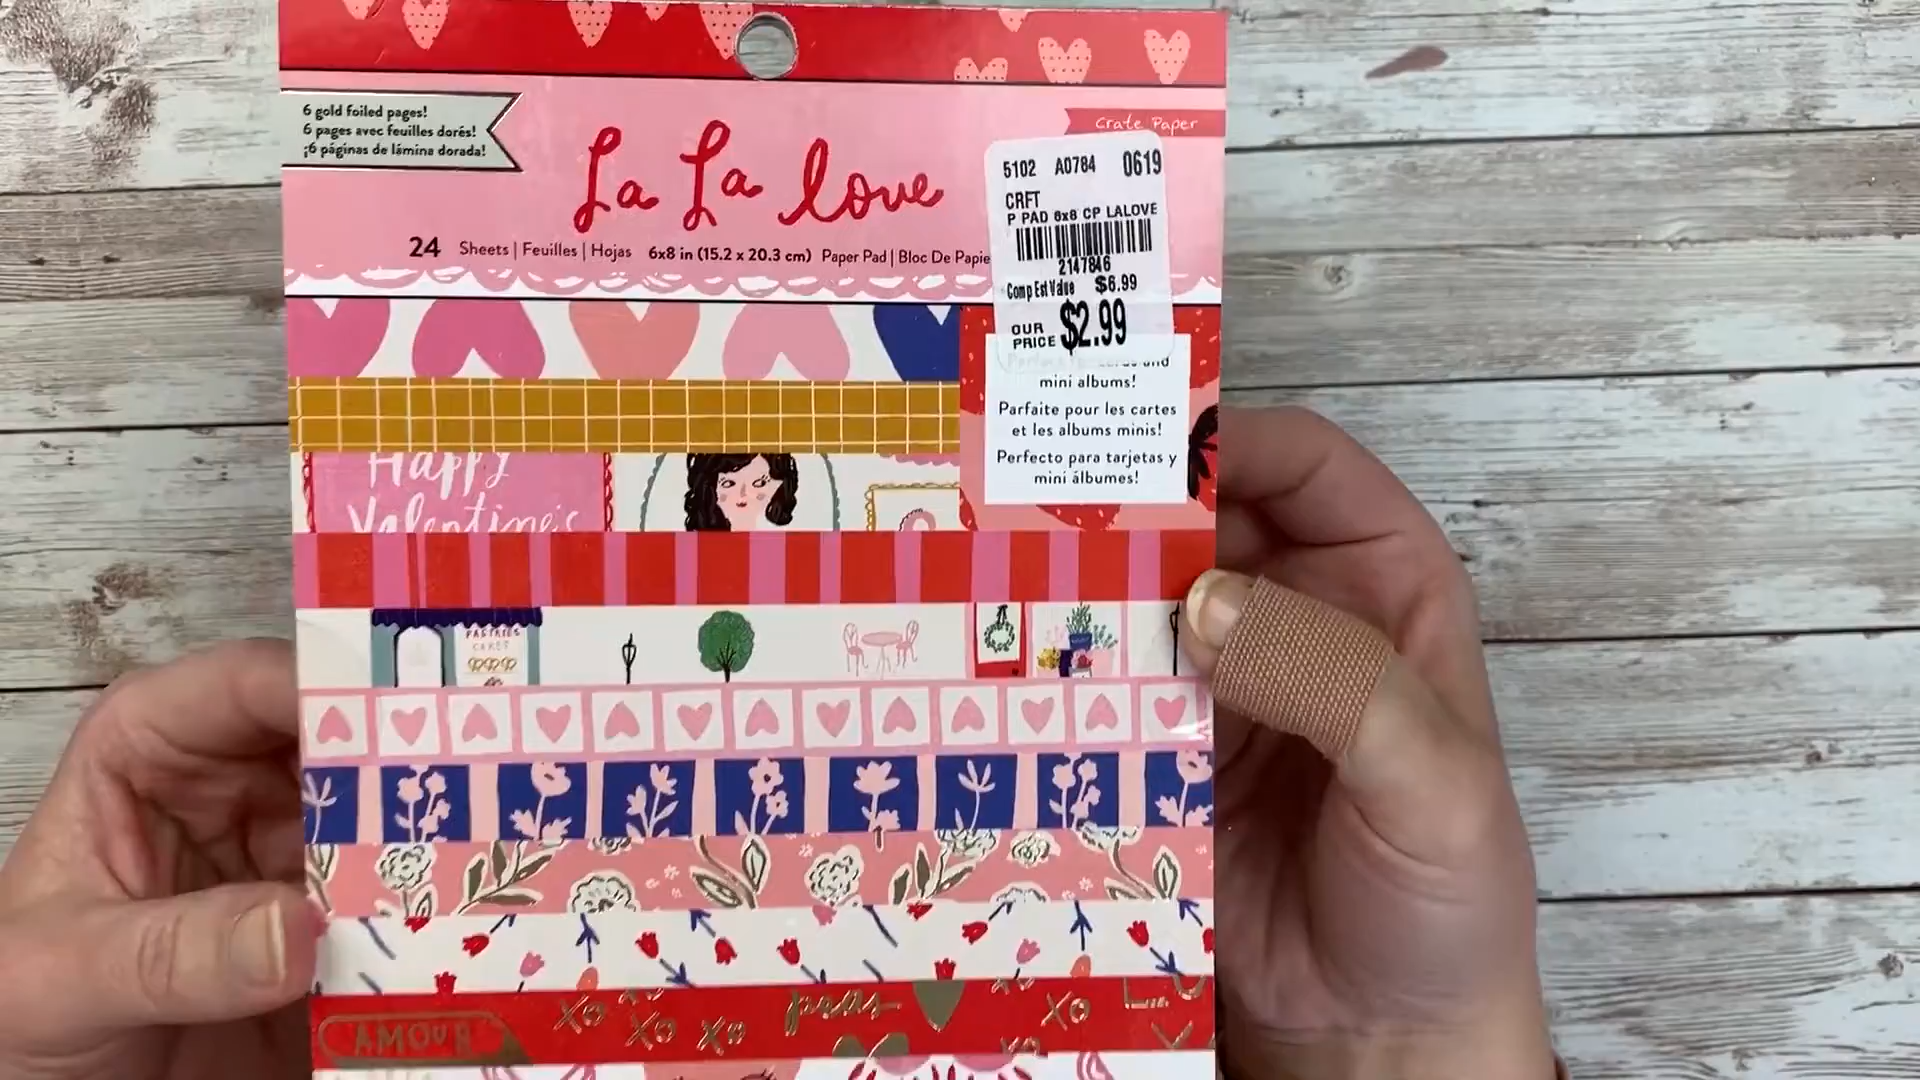 6 gold foiled pages!
6 pages avec feuilles dorés!
¡6 páginas de lámina dorada!
Crate Paper
La La love
24 Sheets | Feuilles | Hojas 6x8 in (15.2 x 20.3 cm) Paper Pad | Bloc De Papie
5102 A0784 0619
CRFT
P PAD 6x8 CP LALOVE
2147846
Comp Est Value $6.99
OUR PRICE $2.99
mini albums!
Parfaite pour les cartes
et les albums minis!
Perfecto para tarjetas y
mini álbumes!
Happy
Valentine's
PASTRIES
AMOUR
XO
XO
XO
XO